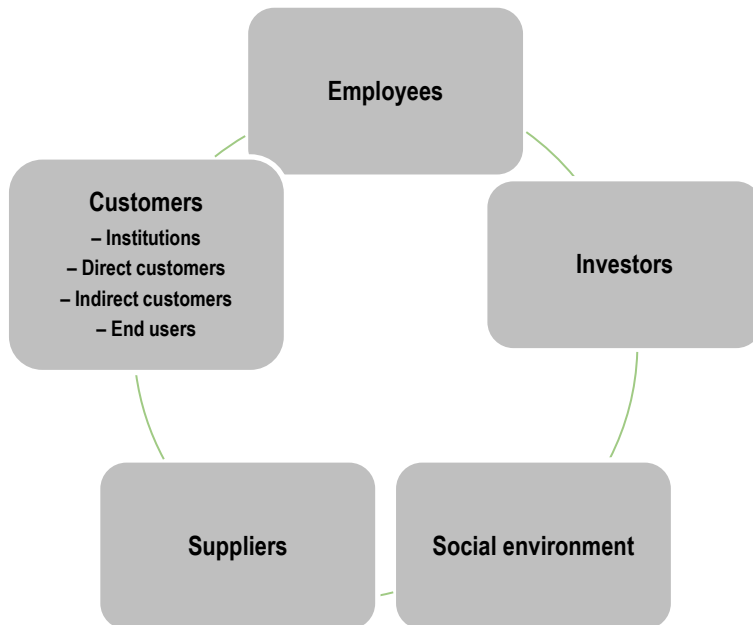 Employees
Customers
– Institutions
– Direct customers
– Indirect customers
– End users
Investors
Suppliers
Social environment